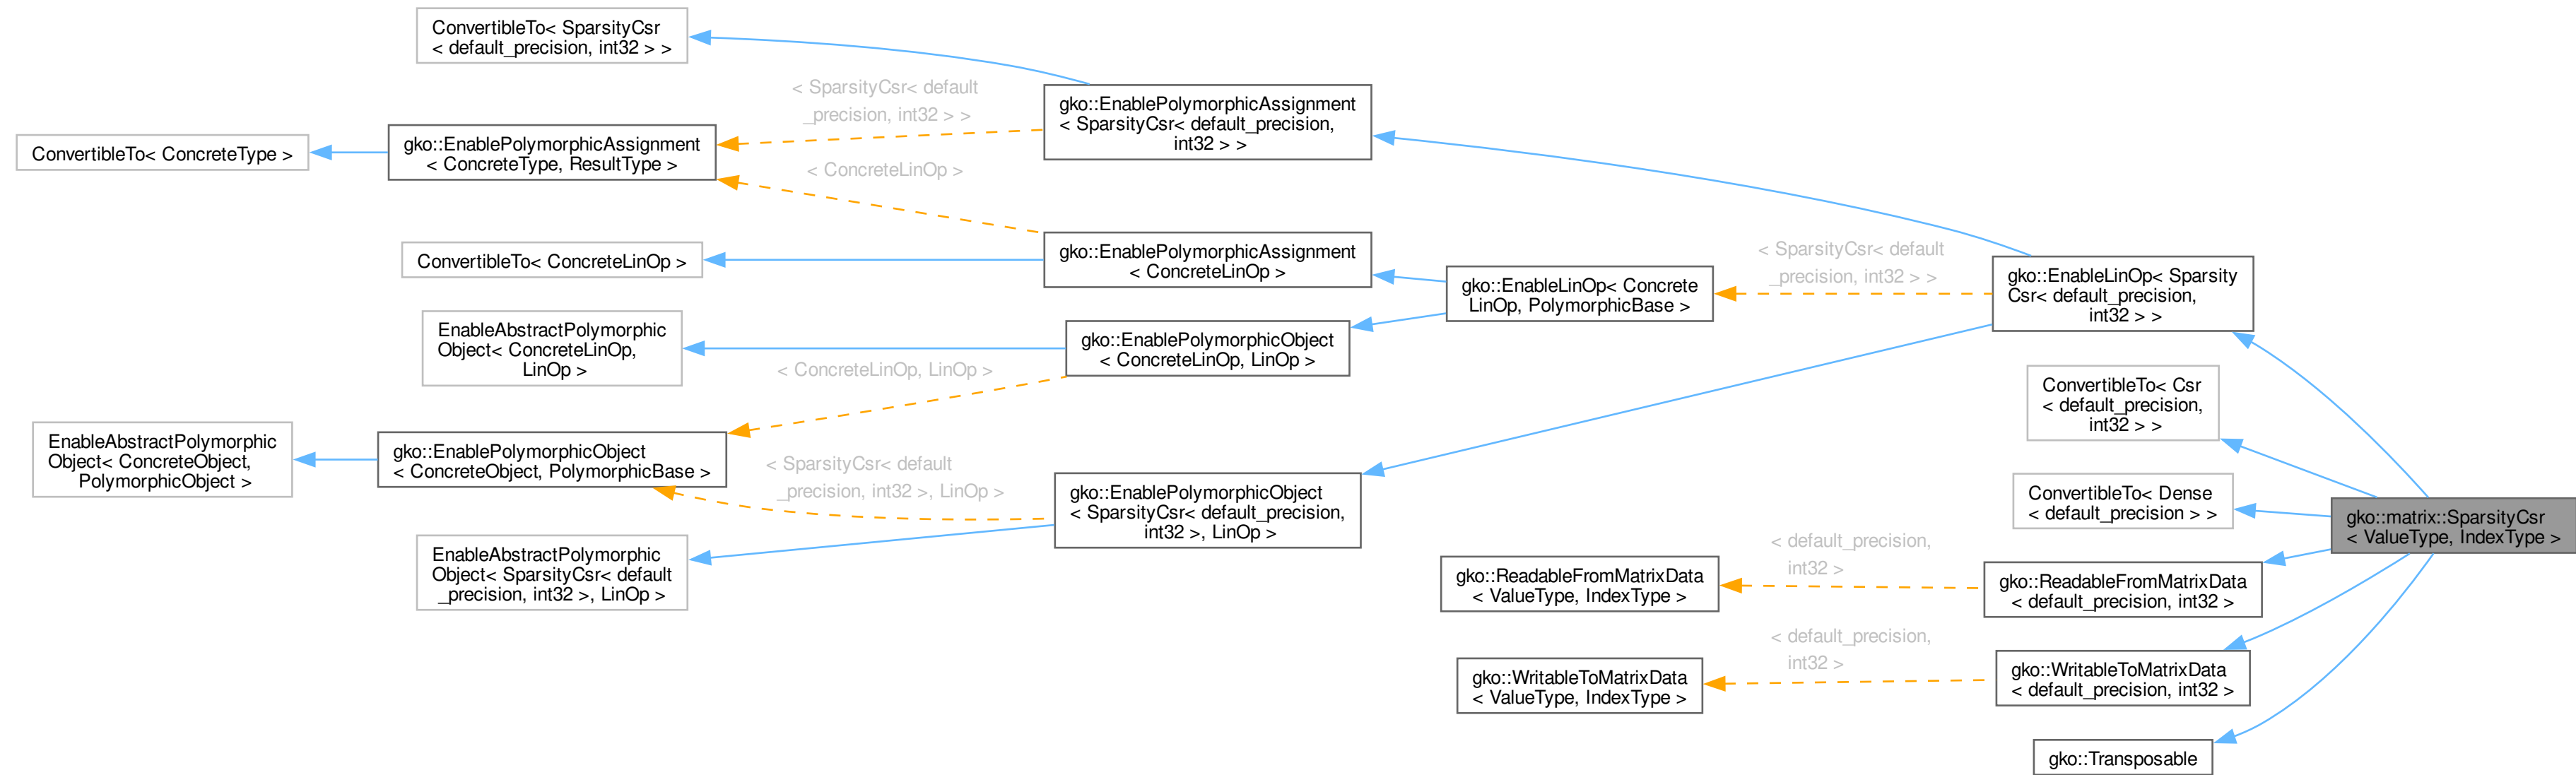 ConvertibleTo< SparsityCsr
< default_precision, int32 > >
< SparsityCsr< default
_precision, int32 > >
gko::EnablePolymorphicAssignment
< SparsityCsr< default_precision,
int32 > >
ConvertibleTo< ConcreteType >
gko::EnablePolymorphicAssignment
< ConcreteType, ResultType >
< ConcreteLinOp >
ConvertibleTo< ConcreteLinOp >
gko::EnablePolymorphicAssignment
< ConcreteLinOp >
gko::EnableLinOp< Concrete
LinOp, PolymorphicBase >
< SparsityCsr< default
_precision, int32 > >
gko::EnableLinOp< Sparsity
Csr< default_precision,
int32 > >
EnableAbstractPolymorphic
Object< ConcreteLinOp,
LinOp >
gko::EnablePolymorphicObject
< ConcreteLinOp, LinOp >
< ConcreteLinOp, LinOp >
ConvertibleTo< Csr
< default_precision,
int32 > >
EnableAbstractPolymorphic
Object< ConcreteObject,
PolymorphicObject >
gko::EnablePolymorphicObject
< ConcreteObject, PolymorphicBase >
< SparsityCsr< default
_precision, int32 >, LinOp >
gko::EnablePolymorphicObject
< SparsityCsr< default_precision,
int32 >, LinOp >
ConvertibleTo< Dense
< default_precision > >
gko::matrix::SparsityCsr
< ValueType, IndexType >
EnableAbstractPolymorphic
Object< SparsityCsr< default
_precision, int32 >, LinOp >
gko::ReadableFromMatrixData
< ValueType, IndexType >
< default_precision,
int32 >
gko::ReadableFromMatrixData
< default_precision, int32 >
gko::WritableToMatrixData
< ValueType, IndexType >
< default_precision,
int32 >
gko::WritableToMatrixData
< default_precision, int32 >
gko::Transposable